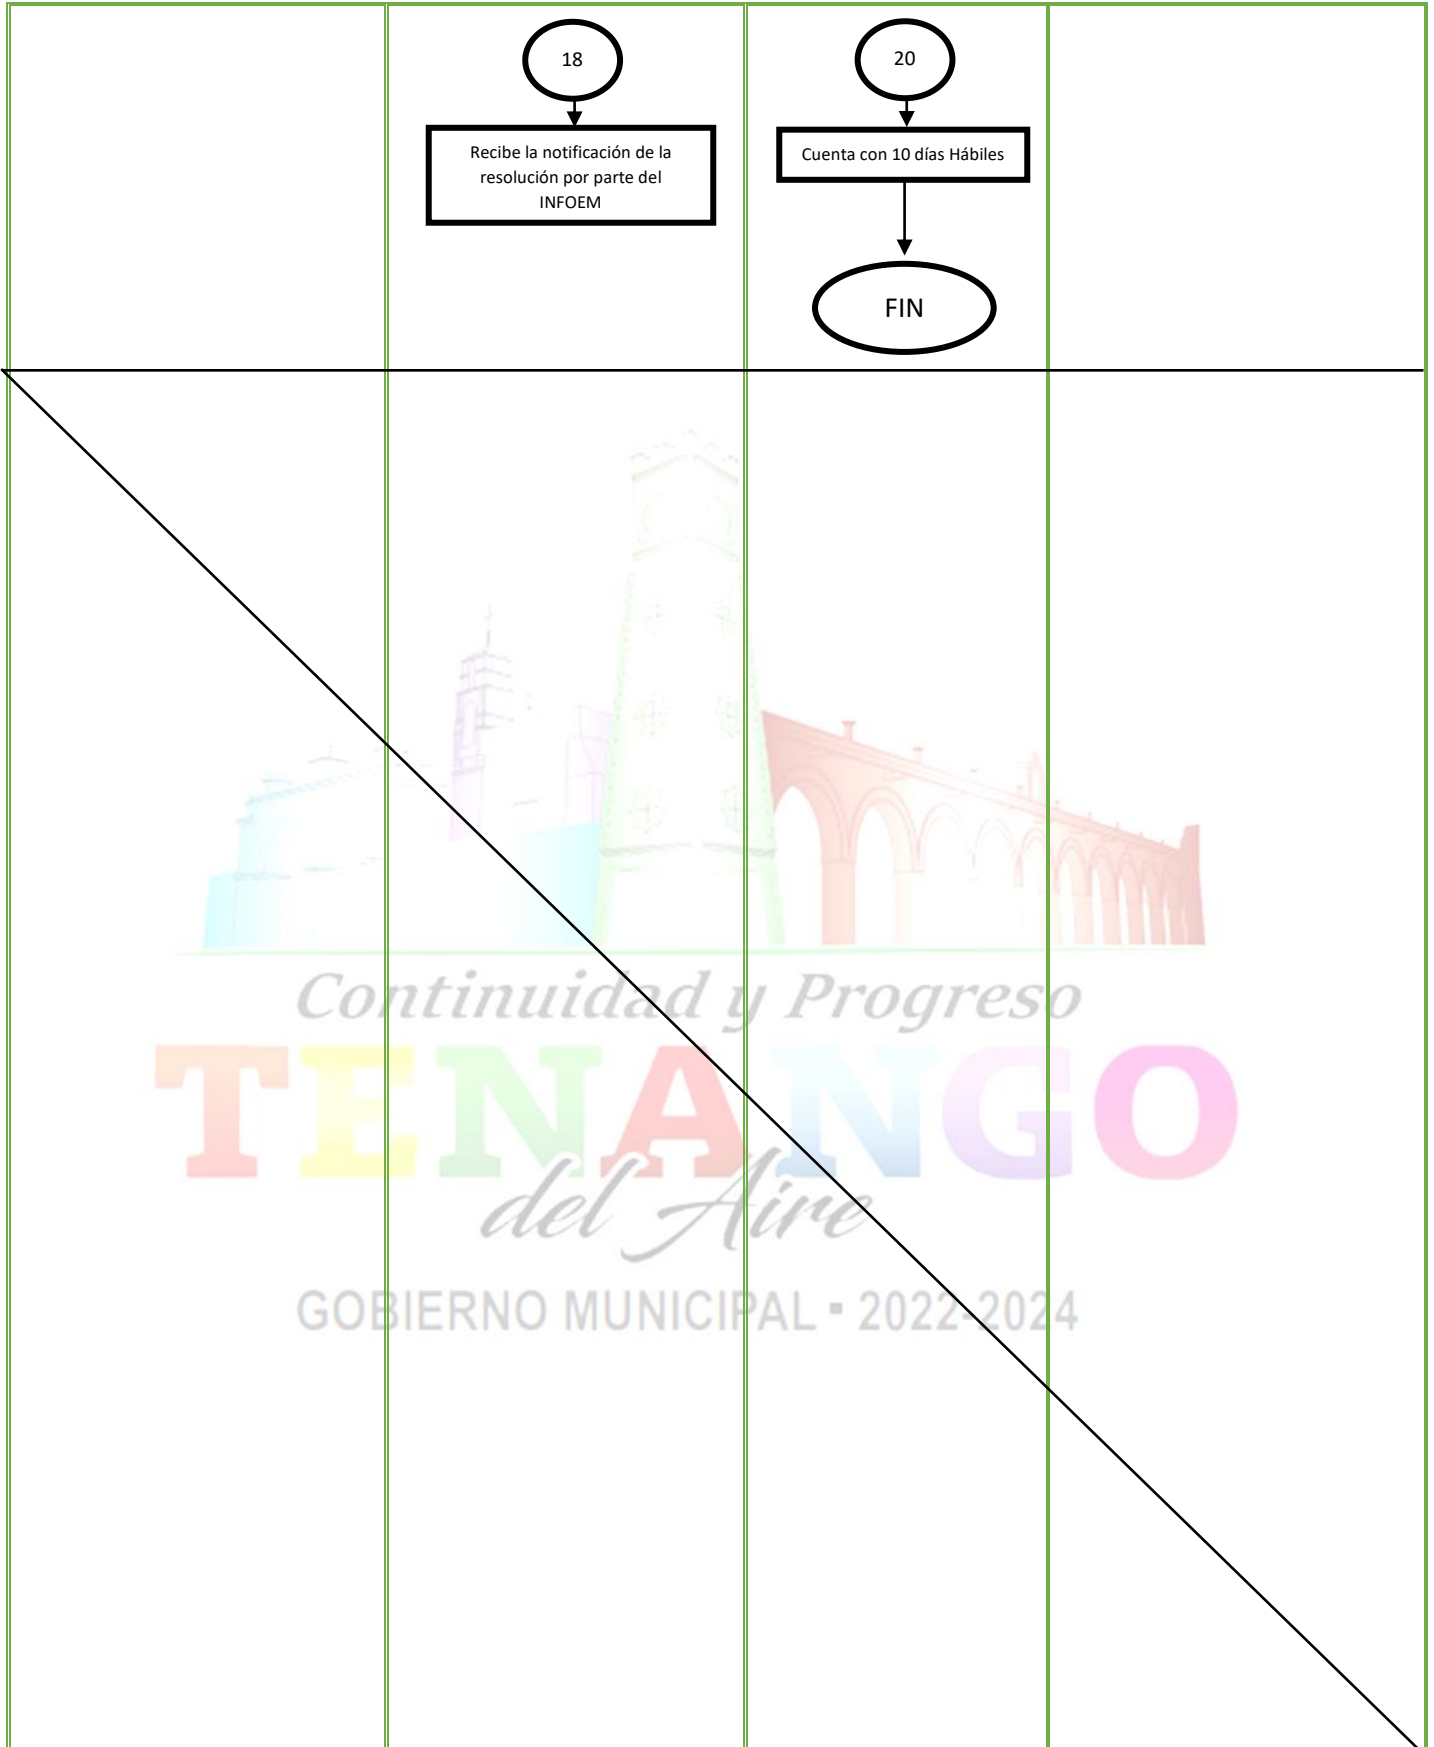 18
Recibe la notificación de la
resolución por parte del
INFOEM
20
Cuenta con 10 días Hábiles
FIN
Continuidad y Progreso
TENANGO
del Aire
GOBIERNO MUNICIPAL ▪ 2022-2024